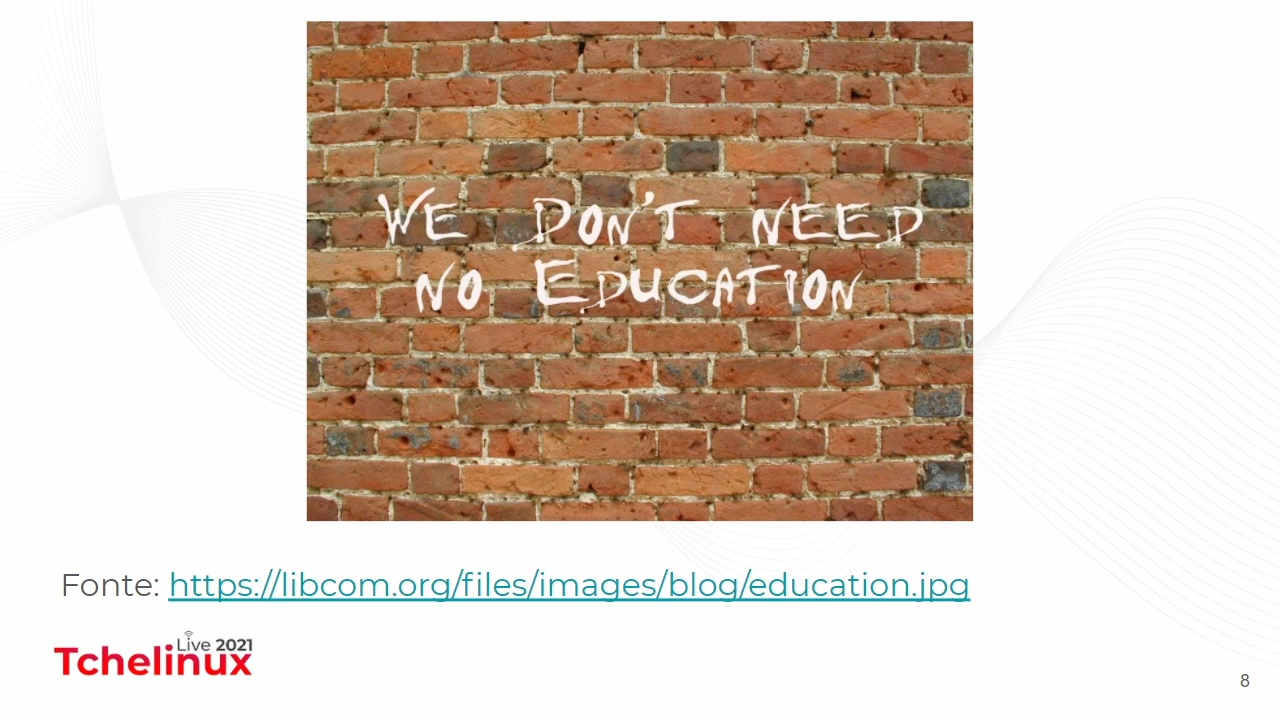 WE DON'T NEED
NO EDUCATION
Fonte: https://libcom.org/files/images/blog/education.jpg
Live 2021
Tchelinux
8